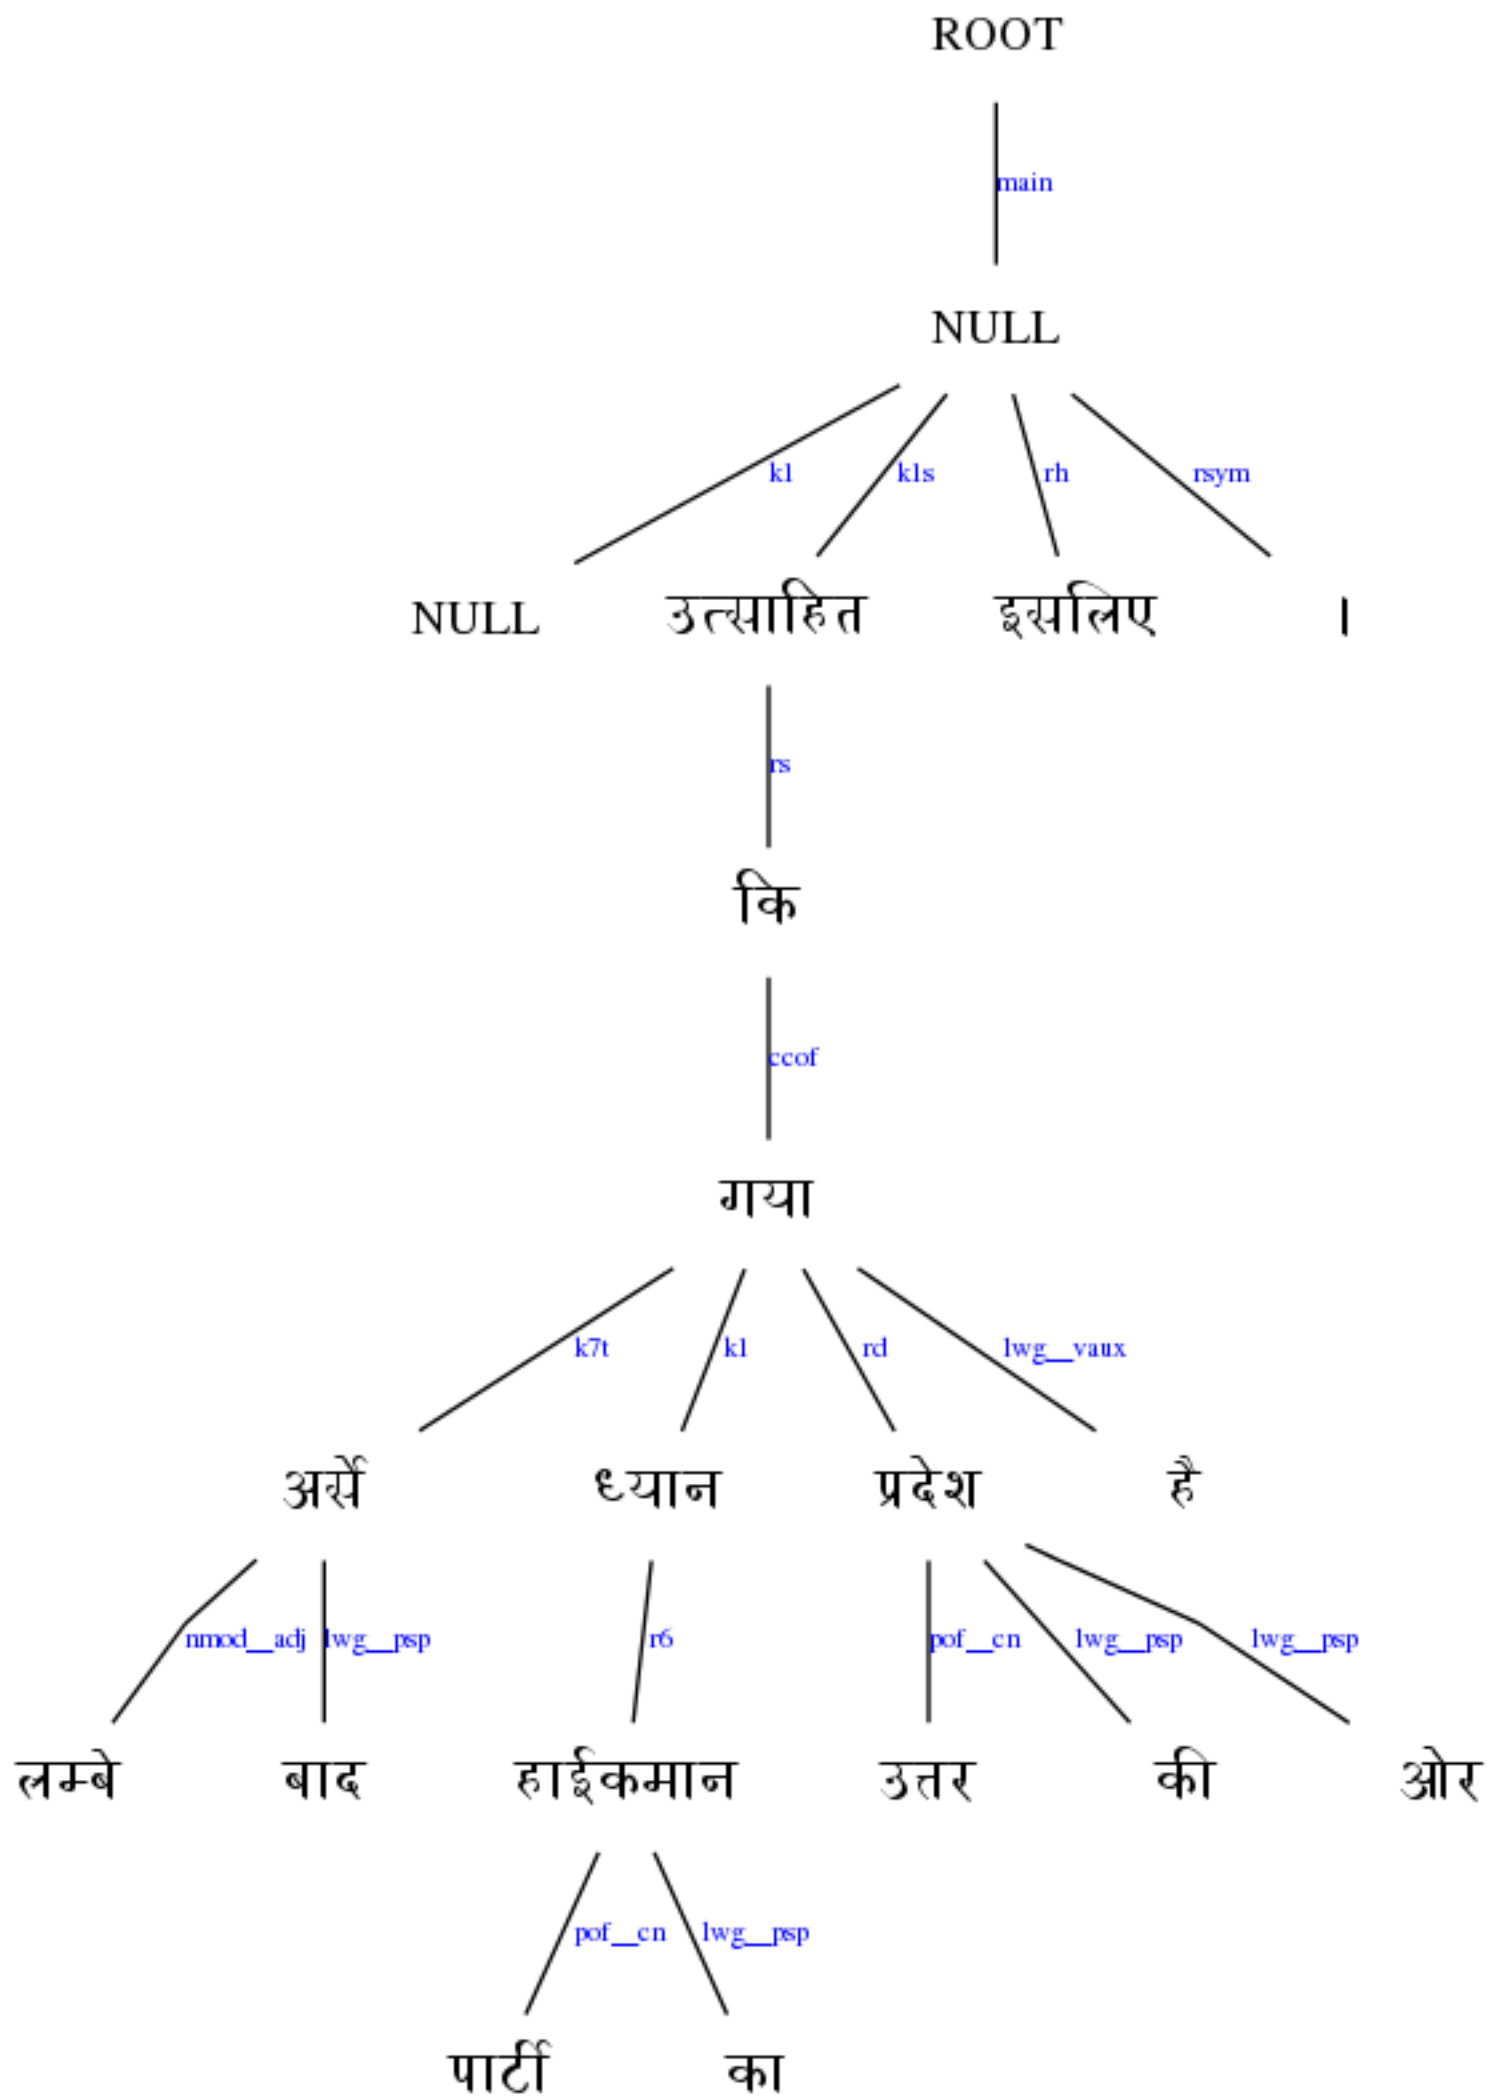 ROOT
main
NULL
k1 k1s rh rsym
NULL उत्साहित इसलिए ।
rs
कि
ccof
गया
k7t k1 rd lwg__vaux
अर्से ध्यान प्रदेश है
nmod__adj lwg__psp r6 pof__cn lwg__psp lwg__psp
लम्बे बाद हाईकमान उत्तर की ओर
pof__cn lwg__psp
पार्टी का